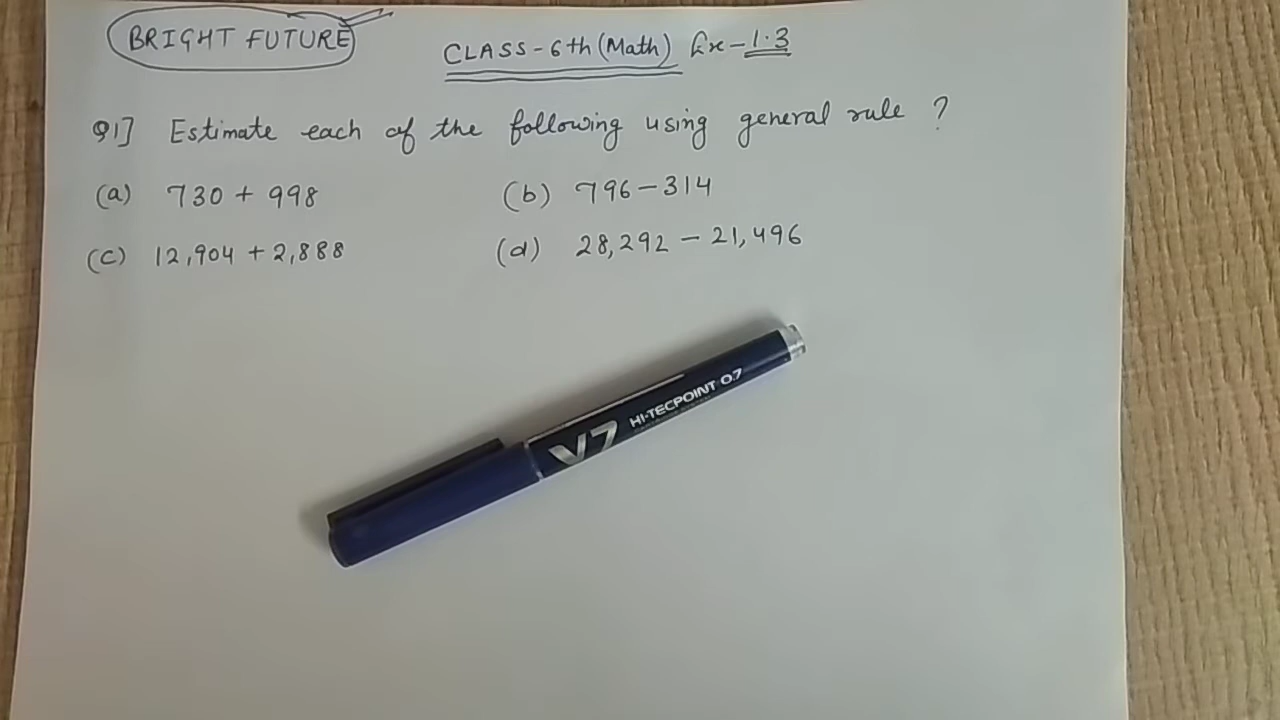 BRIGHT FUTURE
CLASS-6th (Math) Ex-1.3
Q1] Estimate each of the following using general rule ?
(a) 730 + 998
(b) 796-314
(c) 12,904 +2,888
(d) 28,292 - 21,496
V7 HI-TECPOINT 0.7